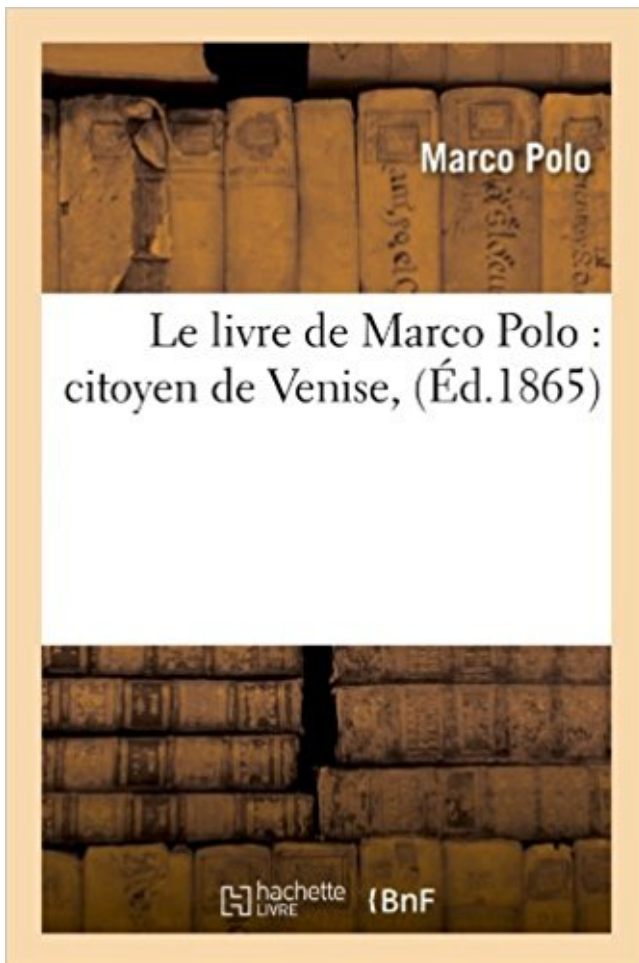 Marco Polo
Le livre de Marco Polo :
citoyen de Venise, (Éd.1865)
hachette
LIVRE
{BnF